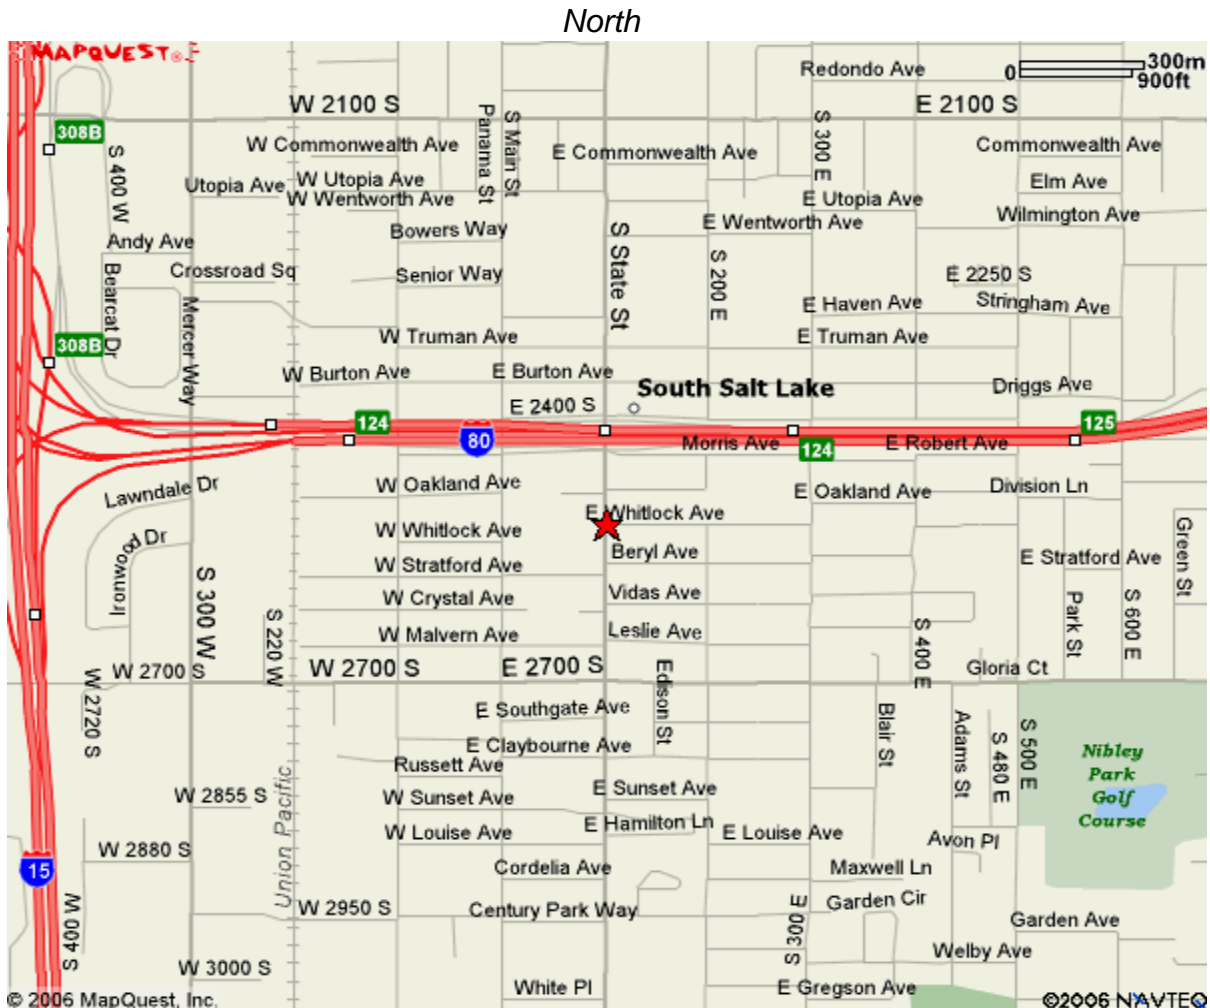 North
MAPQUEST®
Redondo Ave
0
300m
900ft
W 2100 S
E 2100 S
308B
S 400 W
W Commonwealth Ave
Panama St
S Main St
E Commonwealth Ave
S 300 E
Commonwealth Ave
Utopia Ave
W Utopia Ave
W Wentworth Ave
E Utopia Ave
Elm Ave
E Wentworth Ave
Wilmington Ave
Andy Ave
Bowers Way
S State St
S 200 E
Crossroad Sq
Senior Way
E 2250 S
Bearcat Dr
Mercer Way
E Haven Ave
Stringham Ave
308B
W Truman Ave
E Truman Ave
W Burton Ave
E Burton Ave
South Salt Lake
Driggs Ave
E 2400 S
124
80
Morris Ave
124
E Robert Ave
125
Lawndale Dr
W Oakland Ave
E Oakland Ave
Division Ln
E Whitlock Ave
W Whitlock Ave
Ironwood Dr
Beryl Ave
E Stratford Ave
Green St
W Stratford Ave
S 300 W
W Crystal Ave
Vidas Ave
Park St
S 600 E
S 220 W
W Malvern Ave
Leslie Ave
S 400 E
W 2700 S
W 2700 S
E 2700 S
Gloria Ct
W 2720 S
Edison St
E Southgate Ave
Blair St
Adams St
S 480 E
S 500 E
E Claybourne Ave
Russett Ave
Nibley
Park
Golf
Course
W 2855 S
Union Pacific
W Sunset Ave
E Sunset Ave
W Louise Ave
E Hamilton Ln
E Louise Ave
Avon Pl
W 2880 S
15
Cordelia Ave
Maxwell Ln
S 400 W
W 2950 S
Century Park Way
S 300 E
Garden Cir
Garden Ave
Welby Ave
W 3000 S
White Pl
E Gregson Ave
© 2006 MapQuest, Inc.
©2006 NAVTEQ